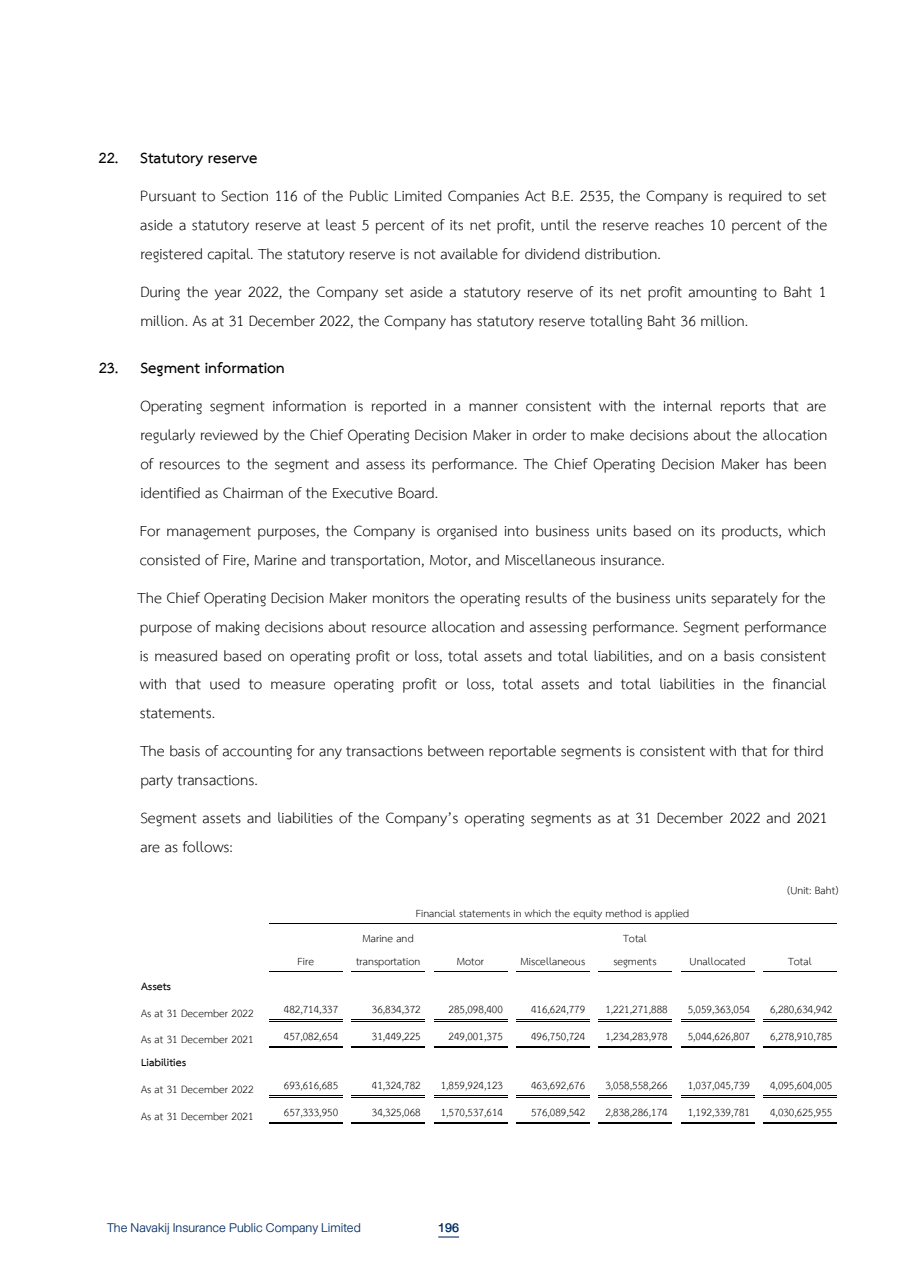 22. Statutory reserve
Pursuant to Section 116 of the Public Limited Companies Act B.E. 2535, the Company is required to set
aside a statutory reserve at least 5 percent of its net profit, until the reserve reaches 10 percent of the
registered capital. The statutory reserve is not available for dividend distribution.
During the year 2022, the Company set aside a statutory reserve of its net profit amounting to Baht 1
million. As at 31 December 2022, the Company has statutory reserve totalling Baht 36 million.
23. Segment information
Operating segment information is reported in a manner consistent with the internal reports that are
regularly reviewed by the Chief Operating Decision Maker in order to make decisions about the allocation
of resources to the segment and assess its performance. The Chief Operating Decision Maker has been
identified as Chairman of the Executive Board.
For management purposes, the Company is organised into business units based on its products, which
consisted of Fire, Marine and transportation, Motor, and Miscellaneous insurance.
The Chief Operating Decision Maker monitors the operating results of the business units separately for the
purpose of making decisions about resource allocation and assessing performance. Segment performance
is measured based on operating profit or loss, total assets and total liabilities, and on a basis consistent
with that used to measure operating profit or loss, total assets and total liabilities in the financial
statements.
The basis of accounting for any transactions between reportable segments is consistent with that for third
party transactions.
Segment assets and liabilities of the Company's operating segments as at 31 December 2022 and 2021
are as follows:
(Unit: Baht)
Financial statements in which the equity method is applied
Marine and Total
Fire transportation Motor Miscellaneous segments Unallocated Total
Assets
As at 31 December 2022 482,714,337 36,834,372 285,098,400 416,624,779 1,221,271,888 5,059,363,054 6,280,634,942
As at 31 December 2021 457,082,654 31,449,225 249,001,375 496,750,724 1,234,283,978 5,044,626,807 6,278,910,785
Liabilities
As at 31 December 2022 693,616,685 41,324,782 1,859,924,123 463,692,676 3,058,558,266 1,037,045,739 4,095,604,005
As at 31 December 2021 657,333,950 34,325,068 1,570,537,614 576,089,542 2,838,286,174 1,192,339,781 4,030,625,955
The Navakij Insurance Public Company Limited 196